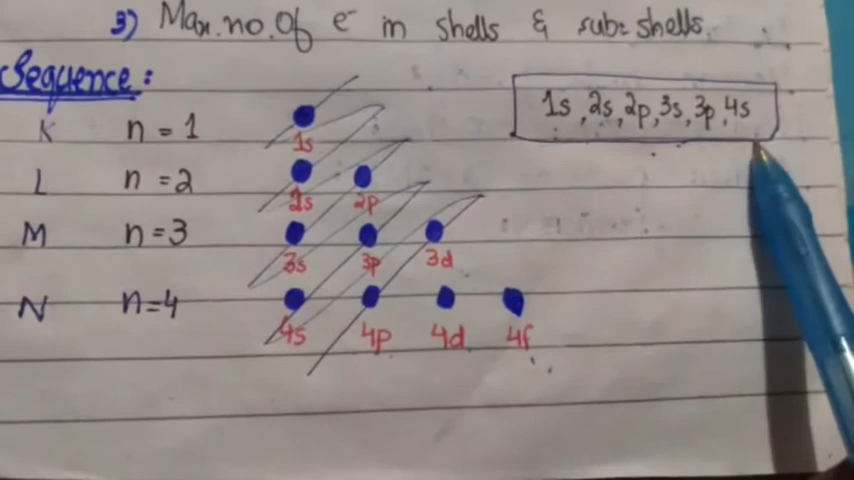 3) Max. no. Of e⁻ in shells & sub-shells.
Sequence:
1s, 2s, 2p, 3s, 3p, 4s
K n = 1
1s
L n = 2
2s 2p
M n = 3
3s 3p 3d
N n = 4
4s 4p 4d 4f